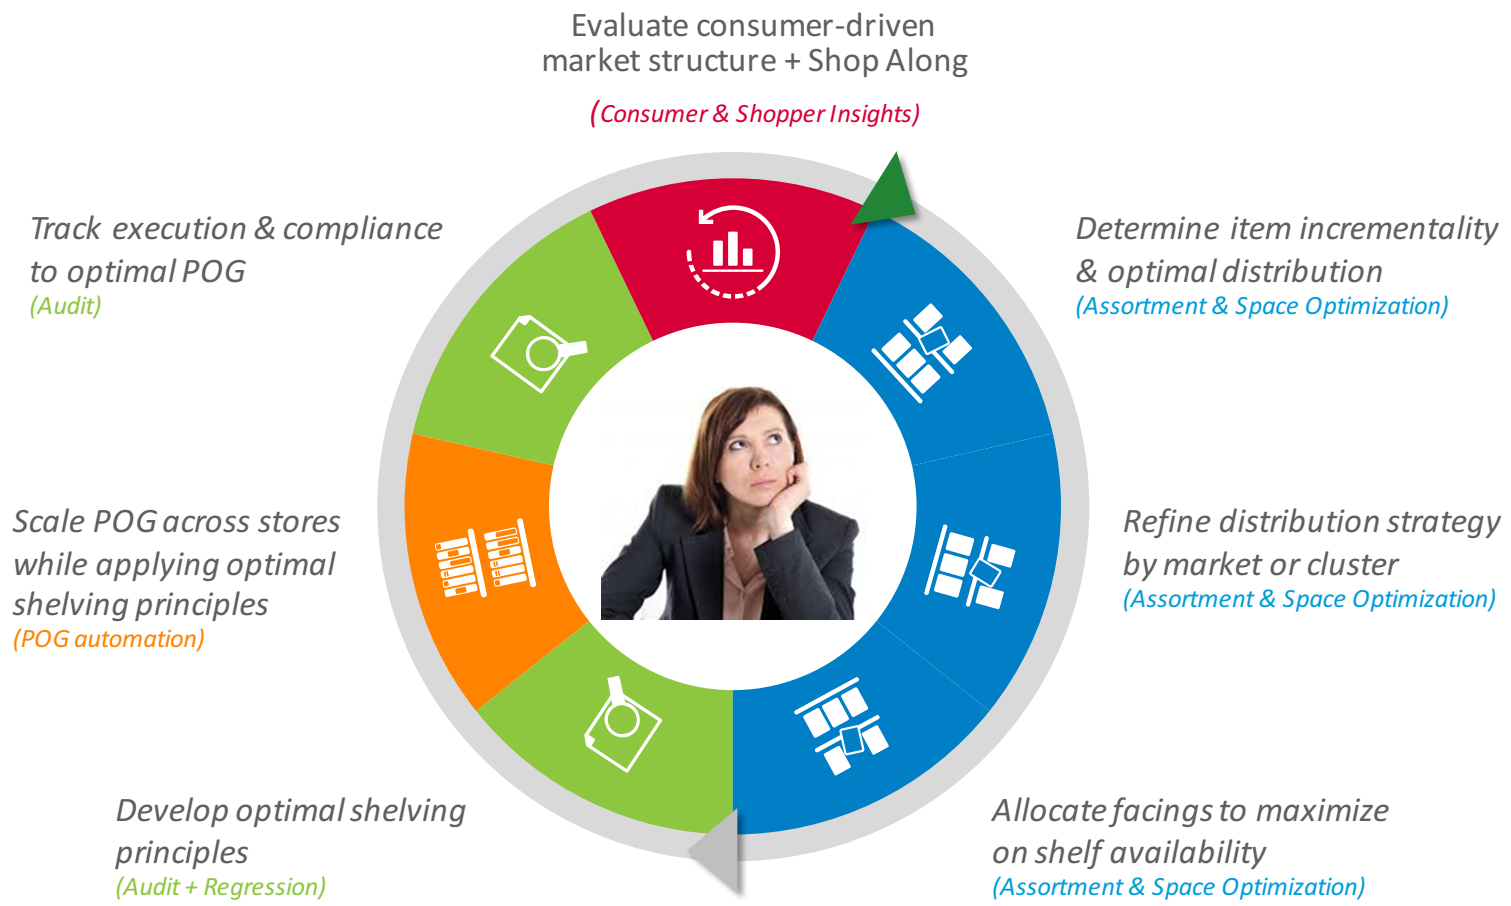 Evaluate consumer-driven
market structure + Shop Along
(Consumer & Shopper Insights)
Determine item incrementality
& optimal distribution
(Assortment & Space Optimization)
Refine distribution strategy
by market or cluster
(Assortment & Space Optimization)
Allocate facings to maximize
on shelf availability
(Assortment & Space Optimization)
Develop optimal shelving
principles
(Audit + Regression)
Scale POG across stores
while applying optimal
shelving principles
(POG automation)
Track execution & compliance
to optimal POG
(Audit)